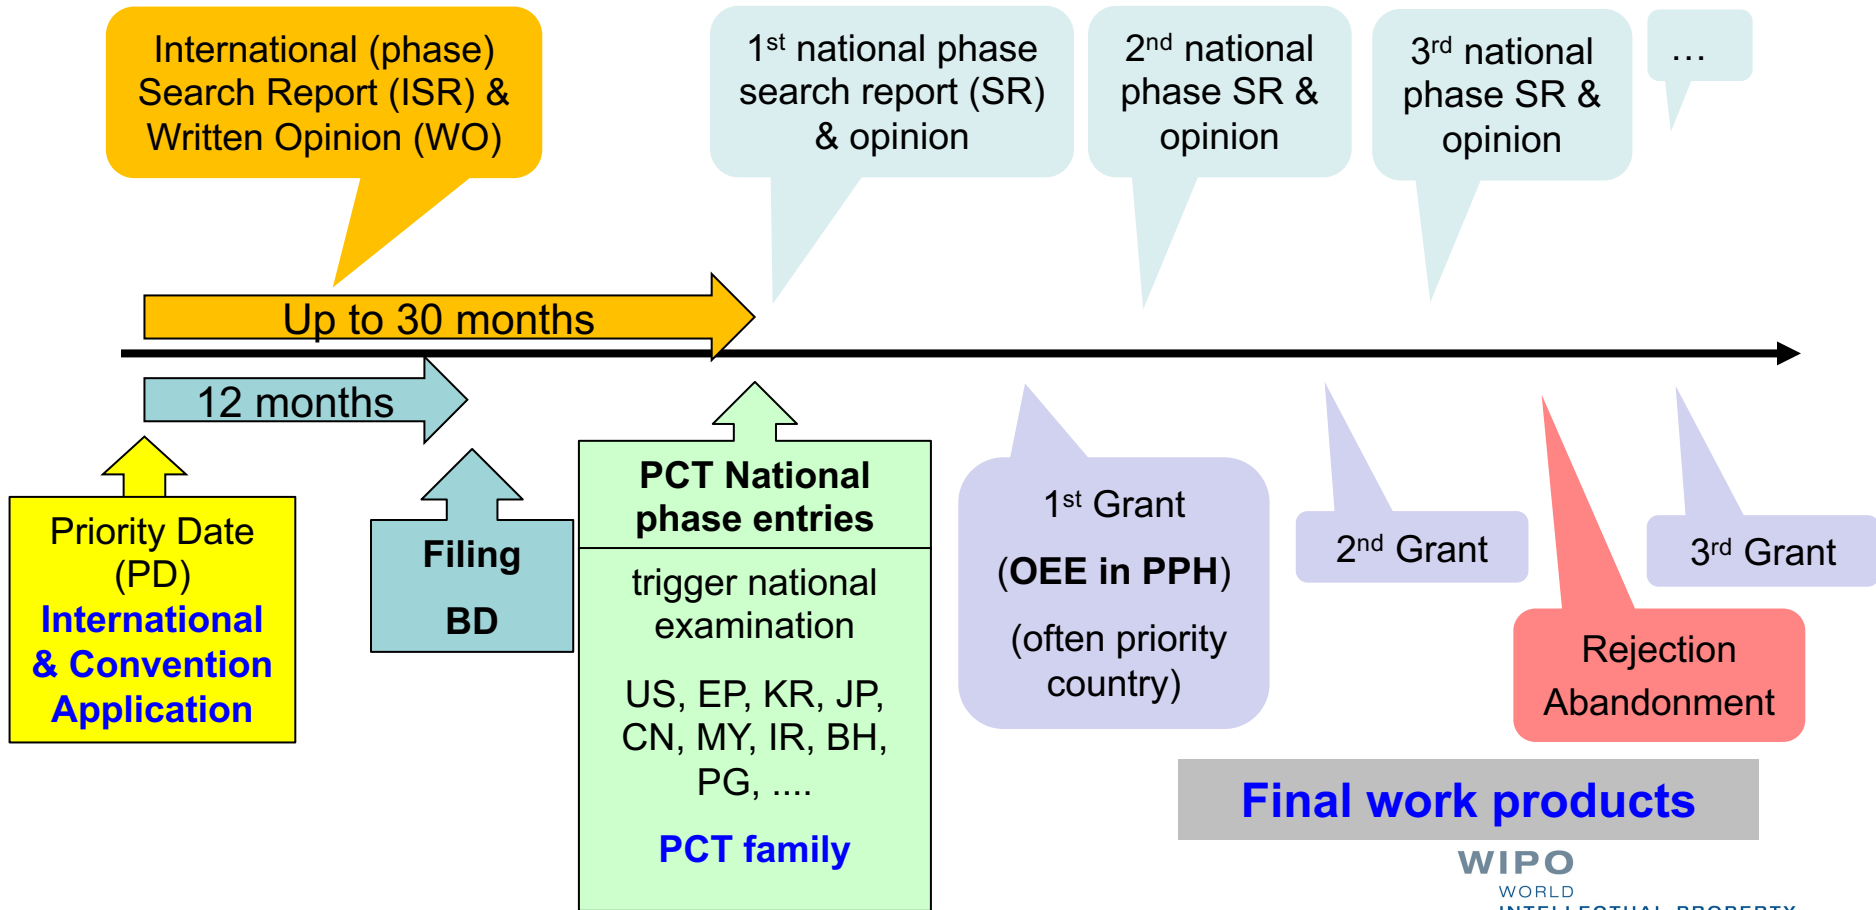 International (phase)
Search Report (ISR) &
Written Opinion (WO)
1st national phase
search report (SR)
& opinion
2nd national
phase SR &
opinion
3rd national
phase SR &
opinion
...
Up to 30 months
12 months
Priority Date
(PD)
International
& Convention
Application
Filing
BD
PCT National
phase entries
trigger national
examination
US, EP, KR, JP,
CN, MY, IR, BH,
PG, ....
PCT family
1st Grant
(OEE in PPH)
(often priority
country)
2nd Grant
Rejection
Abandonment
3rd Grant
Final work products
WIPO
WORLD
INTELLECTUAL PROPERTY